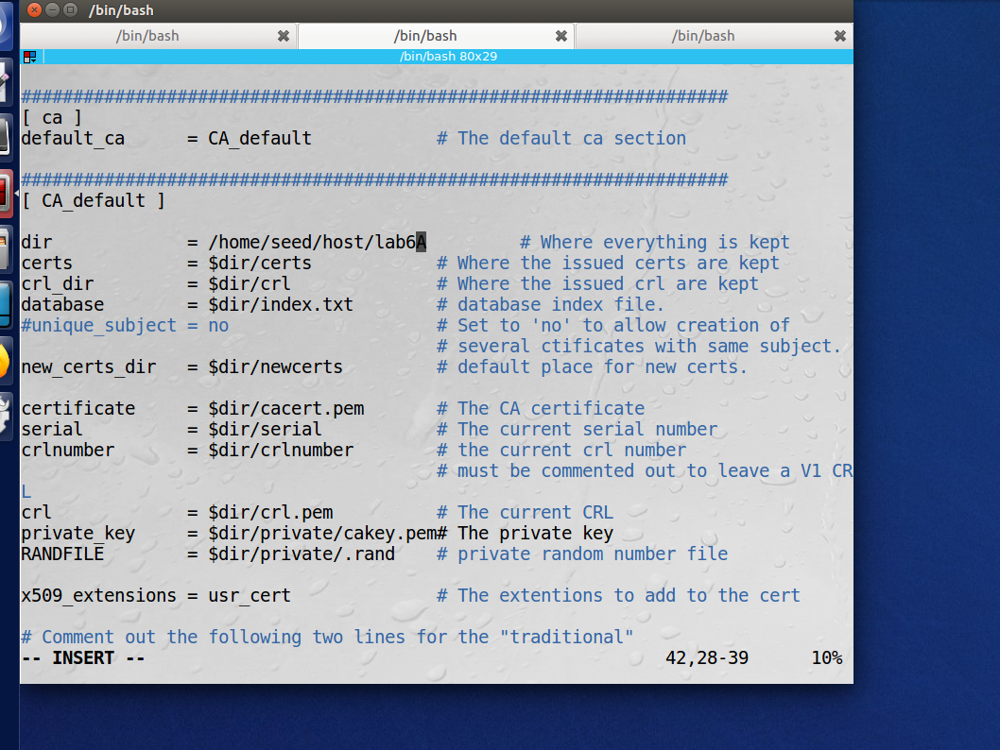 /bin/bash
/bin/bash /bin/bash /bin/bash
/bin/bash 80x29
####################################################################
[ ca ]
default_ca      = CA_default            # The default ca section
####################################################################
[ CA_default ]
dir             = /home/seed/host/lab6A         # Where everything is kept
certs           = $dir/certs            # Where the issued certs are kept
crl_dir         = $dir/crl              # Where the issued crl are kept
database        = $dir/index.txt        # database index file.
#unique_subject = no                    # Set to 'no' to allow creation of
                                        # several ctificates with same subject.
new_certs_dir   = $dir/newcerts         # default place for new certs.
certificate     = $dir/cacert.pem       # The CA certificate
serial          = $dir/serial           # The current serial number
crlnumber       = $dir/crlnumber        # the current crl number
                                        # must be commented out to leave a V1 CR
L
crl             = $dir/crl.pem          # The current CRL
private_key     = $dir/private/cakey.pem# The private key
RANDFILE        = $dir/private/.rand    # private random number file
x509_extensions = usr_cert              # The extentions to add to the cert
# Comment out the following two lines for the "traditional"
-- INSERT --                                                  42,28-39      10%